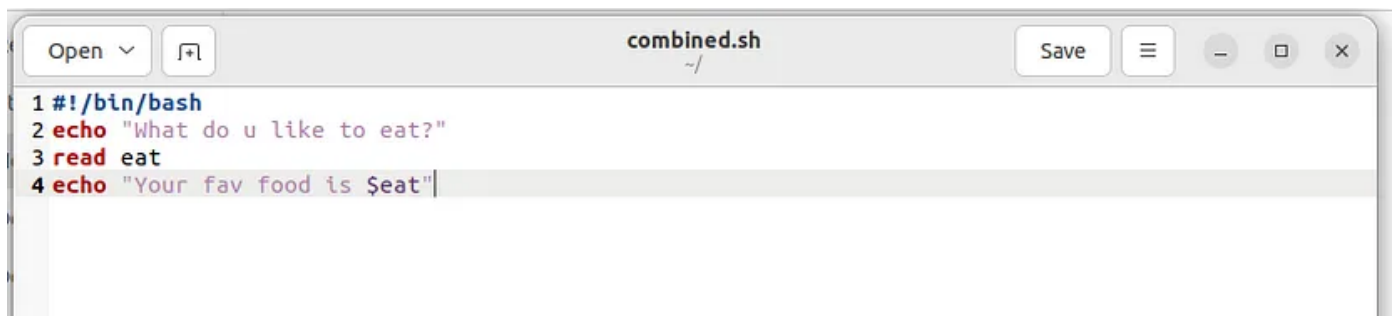 Open
combined.sh
~/
Save
1 #!/bin/bash
2 echo "What do u like to eat?"
3 read eat
4 echo "Your fav food is $eat"